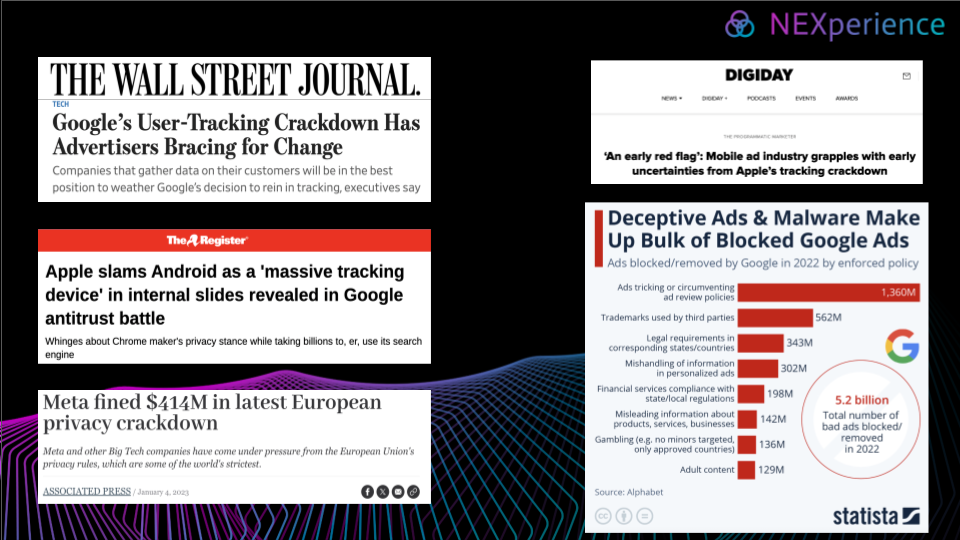 NEXperience
THE WALL STREET JOURNAL.
TECH
Google's User-Tracking Crackdown Has
Advertisers Bracing for Change
Companies that gather data on their customers will be in the best
position to weather Google's decision to rein in tracking, executives say
The A Register®
Apple slams Android as a 'massive tracking
device' in internal slides revealed in Google
antitrust battle
Whinges about Chrome maker's privacy stance while taking billions to, er, use its search
engine
Meta fined $414M in latest European
privacy crackdown
Meta and other Big Tech companies have come under pressure from the European Union's
privacy rules, which are some of the world's strictest.
ASSOCIATED PRESS / January 4, 2023
DIGIDAY
NEWS DIGIDAY + PODCASTS EVENTS AWARDS
THE PROGRAMMATIC MARKETER
'An early red flag': Mobile ad industry grapples with early
uncertainties from Apple's tracking crackdown
Deceptive Ads & Malware Make
Up Bulk of Blocked Google Ads
Ads blocked/removed by Google in 2022 by enforced policy
Ads tricking or circumventing
ad review policies
1,360M
Trademarks used by third parties
562M
Legal requirements in
corresponding states/countries
343M
Mishandling of information
in personalized ads
302M
Financial services compliance with
state/local regulations
198M
Misleading information about
products, services, businesses
142M
Gambling (e.g. no minors targeted,
only approved countries)
136M
Adult content
129M
5.2 billion
Total number of
bad ads blocked/
removed
in 2022
Source: Alphabet
statista